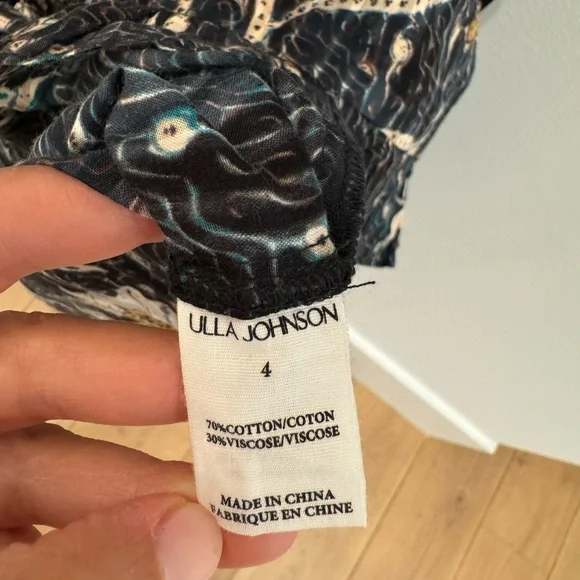 ULLA JOHNSON
4
70%COTTON/COTON
30%VISCOSE/VISCOSE
MADE IN CHINA
FABRIQUE EN CHINE